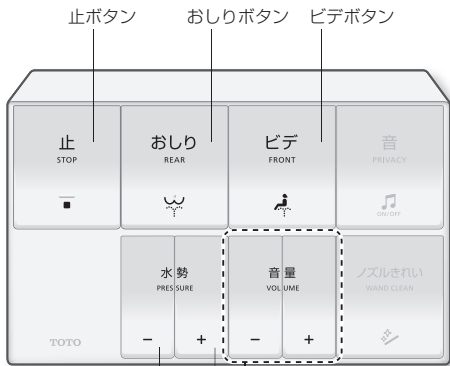 止ボタン おしりボタン ビデボタン
止 おしり ビデ 音
STOP REAR FRONT PRIVACY
ON/OFF
水勢 音量 ノズルきれい
PRESSURE VOLUME WAND CLEAN
TOTO − + − +